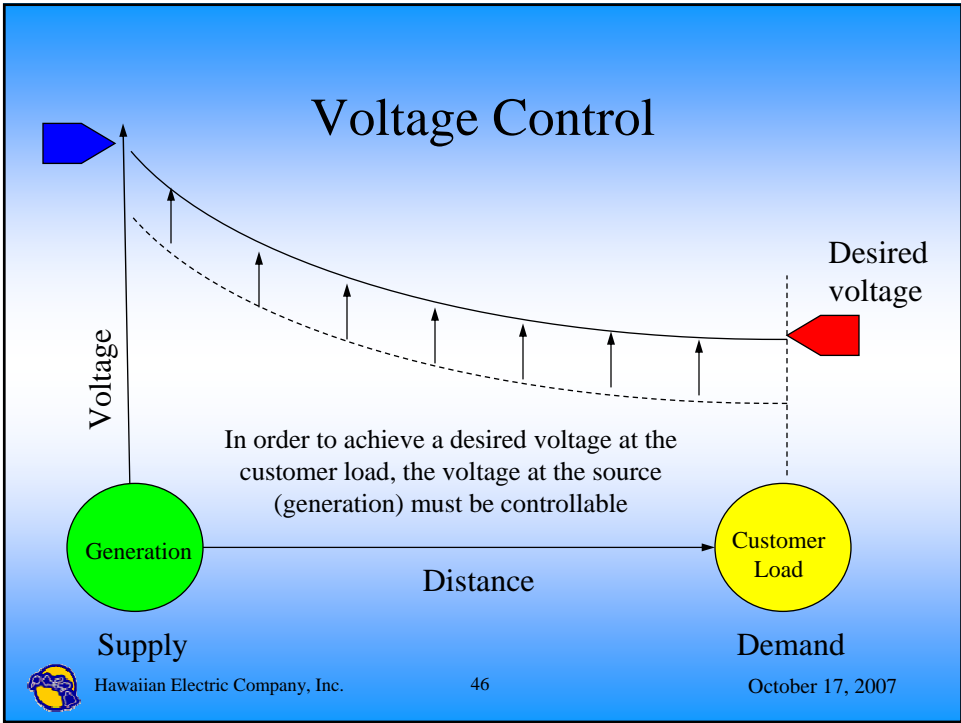 Voltage Control
Desired
voltage
Voltage
In order to achieve a desired voltage at the
customer load, the voltage at the source
(generation) must be controllable
Generation
Customer
Load
Distance
Supply
Demand
Hawaiian Electric Company, Inc.
46
October 17, 2007